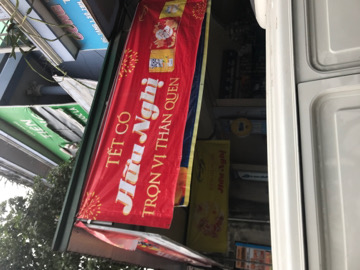 TẾT CÓ
Hữu Nghị
TRỌN VỊ THÂN QUEN